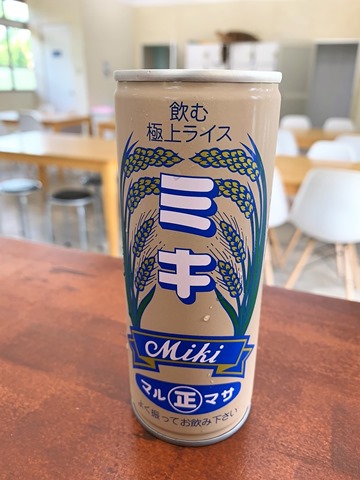 飲む
極上ライス
ミキ
Miki
マル正マサ
よく振ってお飲み下さい